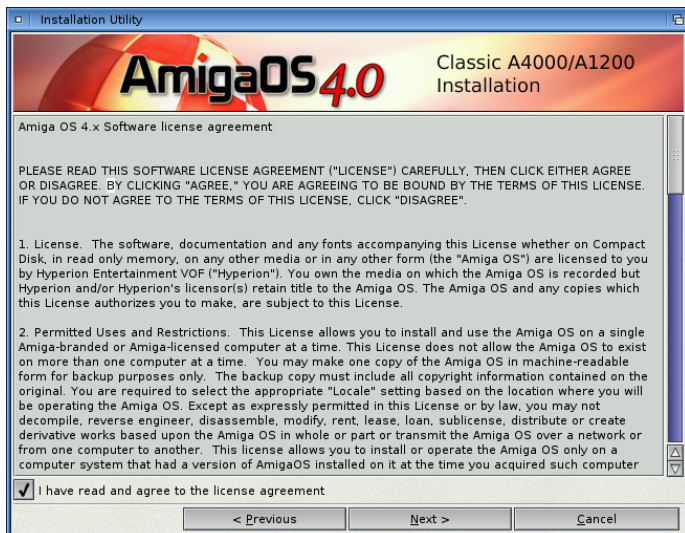 Installation Utility
AmigaOS 4.0
Classic A4000/A1200
Installation
Amiga OS 4.x Software license agreement
PLEASE READ THIS SOFTWARE LICENSE AGREEMENT ("LICENSE") CAREFULLY, THEN CLICK EITHER AGREE
OR DISAGREE. BY CLICKING "AGREE," YOU ARE AGREEING TO BE BOUND BY THE TERMS OF THIS LICENSE.
IF YOU DO NOT AGREE TO THE TERMS OF THIS LICENSE, CLICK "DISAGREE".
1. License.  The software, documentation and any fonts accompanying this License whether on Compact
Disk, in read only memory, on any other media or in any other form (the "Amiga OS") are licensed to you
by Hyperion Entertainment VOF ("Hyperion"). You own the media on which the Amiga OS is recorded but
Hyperion and/or Hyperion's licensor(s) retain title to the Amiga OS. The Amiga OS and any copies which
this License authorizes you to make, are subject to this License.
2. Permitted Uses and Restrictions.  This License allows you to install and use the Amiga OS on a single
Amiga-branded or Amiga-licensed computer at a time. This License does not allow the Amiga OS to exist
on more than one computer at a time.  You may make one copy of the Amiga OS in machine-readable
form for backup purposes only.  The backup copy must include all copyright information contained on the
original. You are required to select the appropriate "Locale" setting based on the location where you will
be operating the Amiga OS. Except as expressly permitted in this License or by law, you may not
decompile, reverse engineer, disassemble, modify, rent, lease, loan, sublicense, distribute or create
derivative works based upon the Amiga OS in whole or part or transmit the Amiga OS over a network or
from one computer to another.  This license allows you to install or operate the Amiga OS only on a
computer system that had a version of AmigaOS installed on it at the time you acquired such computer
I have read and agree to the license agreement
< Previous
Next >
Cancel